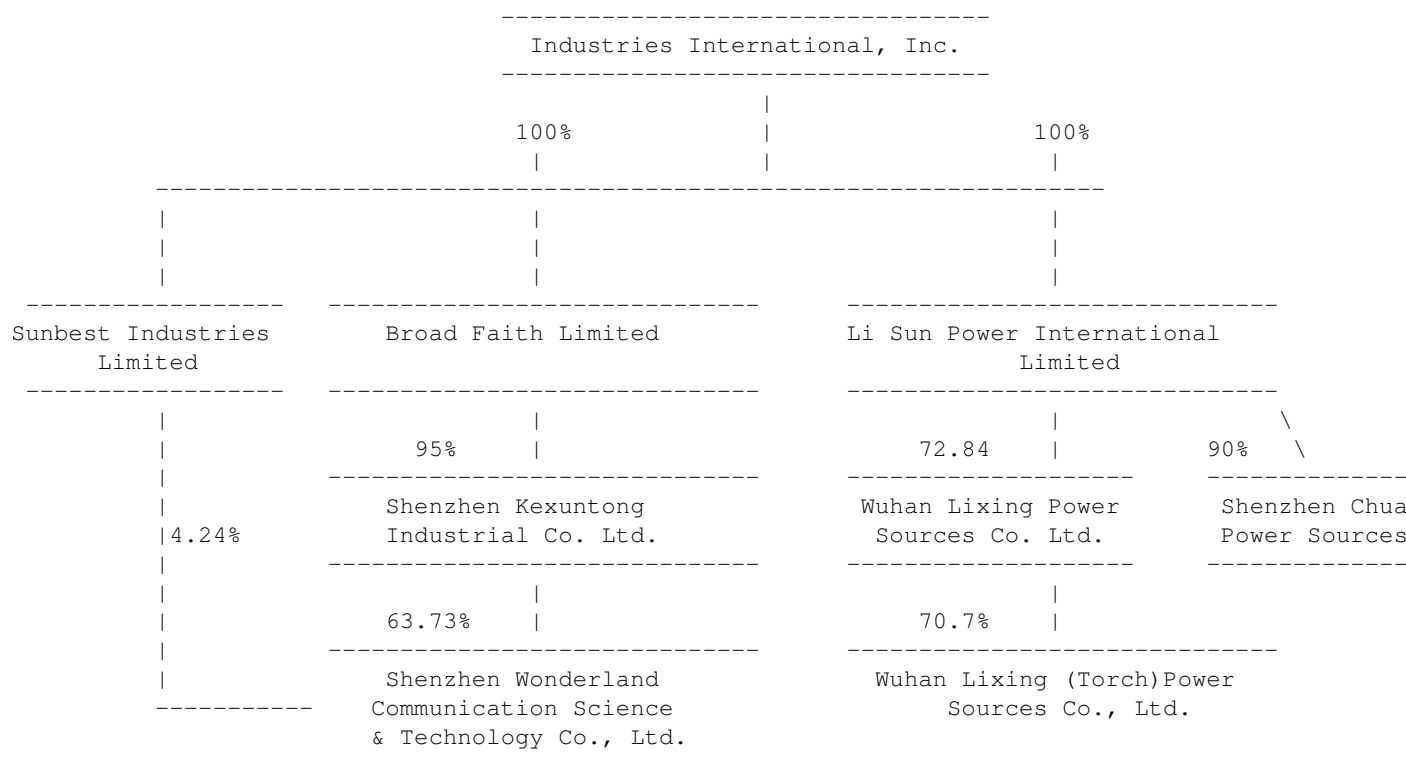 Industries International, Inc.
100% 100%
Sunbest Industries Broad Faith Limited Li Sun Power International
Limited Limited
95% 72.84 90%
Shenzhen Kexuntong Wuhan Lixing Power Shenzhen Chua
4.24% Industrial Co. Ltd. Sources Co. Ltd. Power Sources
63.73% 70.7%
Shenzhen Wonderland Wuhan Lixing (Torch)Power
Communication Science Sources Co., Ltd.
& Technology Co., Ltd.